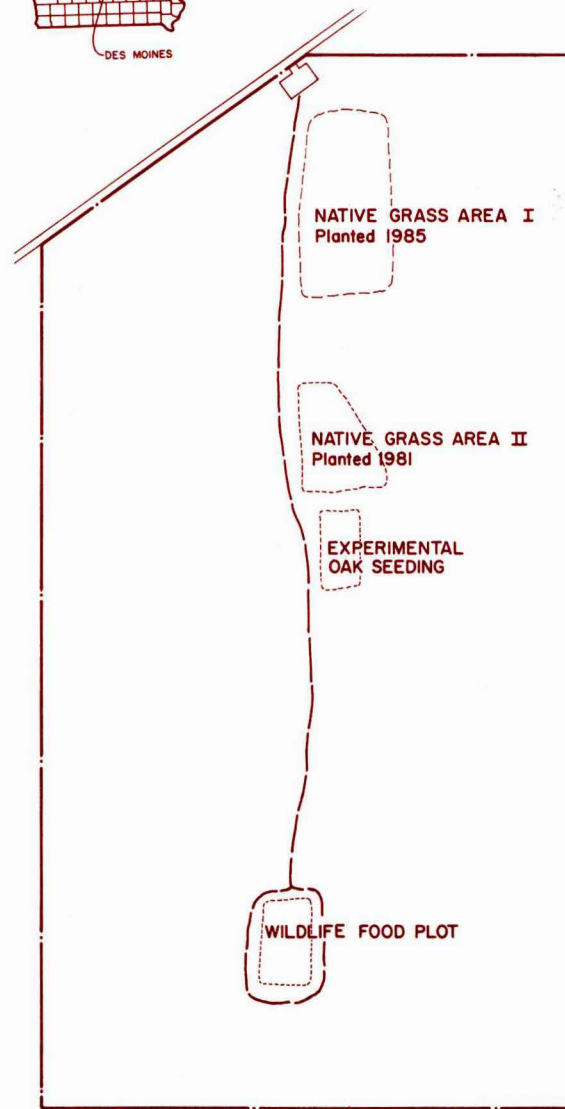 DES MOINES
NATIVE GRASS AREA I
Planted 1985
NATIVE GRASS AREA II
Planted 1981
EXPERIMENTAL
OAK SEEDING
WILDLIFE FOOD PLOT